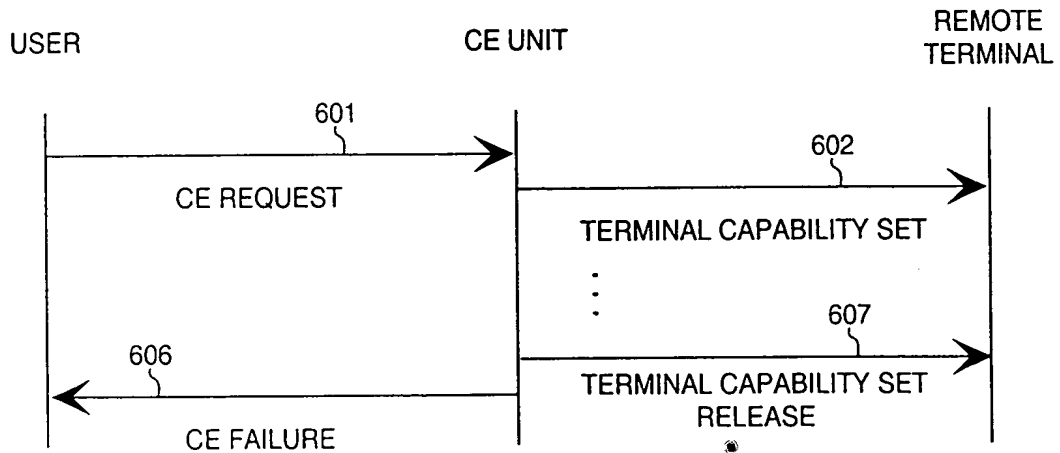 USER
CE UNIT
REMOTE
TERMINAL
601
CE REQUEST
602
TERMINAL CAPABILITY SET
607
TERMINAL CAPABILITY SET
RELEASE
606
CE FAILURE